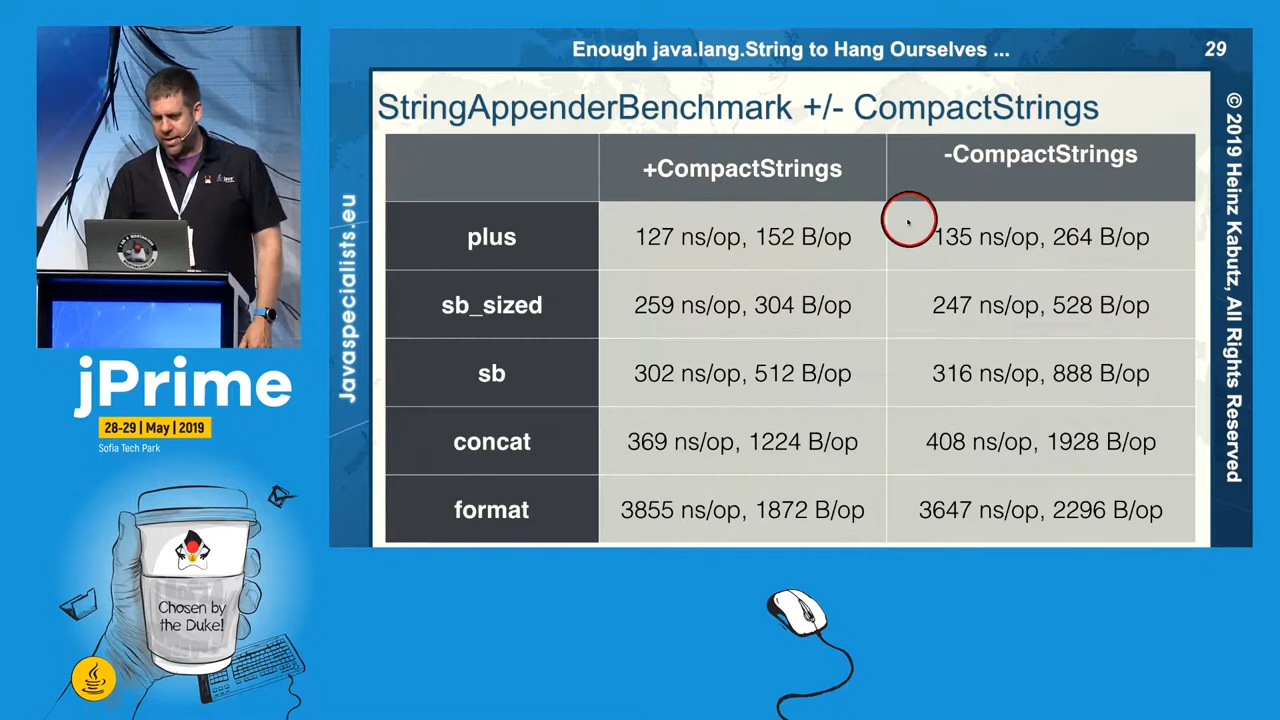 Enough java.lang.String to Hang Ourselves ...
29
StringAppenderBenchmark +/- CompactStrings
+CompactStrings
-CompactStrings
plus
127 ns/op, 152 B/op
135 ns/op, 264 B/op
sb_sized
259 ns/op, 304 B/op
247 ns/op, 528 B/op
sb
302 ns/op, 512 B/op
316 ns/op, 888 B/op
concat
369 ns/op, 1224 B/op
408 ns/op, 1928 B/op
format
3855 ns/op, 1872 B/op
3647 ns/op, 2296 B/op
Javaspecialists.eu
© 2019 Heinz Kabutz, All Rights Reserved
jPrime
28-29 | May | 2019
Sofia Tech Park
Chosen by
the Duke!